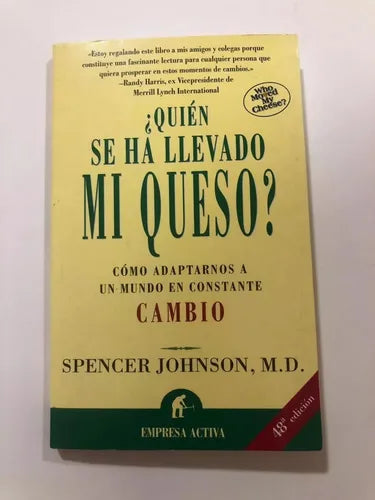 «Estoy regalando este libro a mis amigos y colegas porque
constituye una fascinante lectura para cualquier persona que
quiera prosperar en estos momentos de cambios.»
—Randy Harris, ex Vicepresidente de
Merrill Lynch International
Who
Moved
My
Cheese?
¿QUIÉN
SE HA LLEVADO
MI QUESO?
CÓMO ADAPTARNOS A
UN MUNDO EN CONSTANTE
CAMBIO
SPENCER JOHNSON, M.D.
48ª edición
EMPRESA ACTIVA